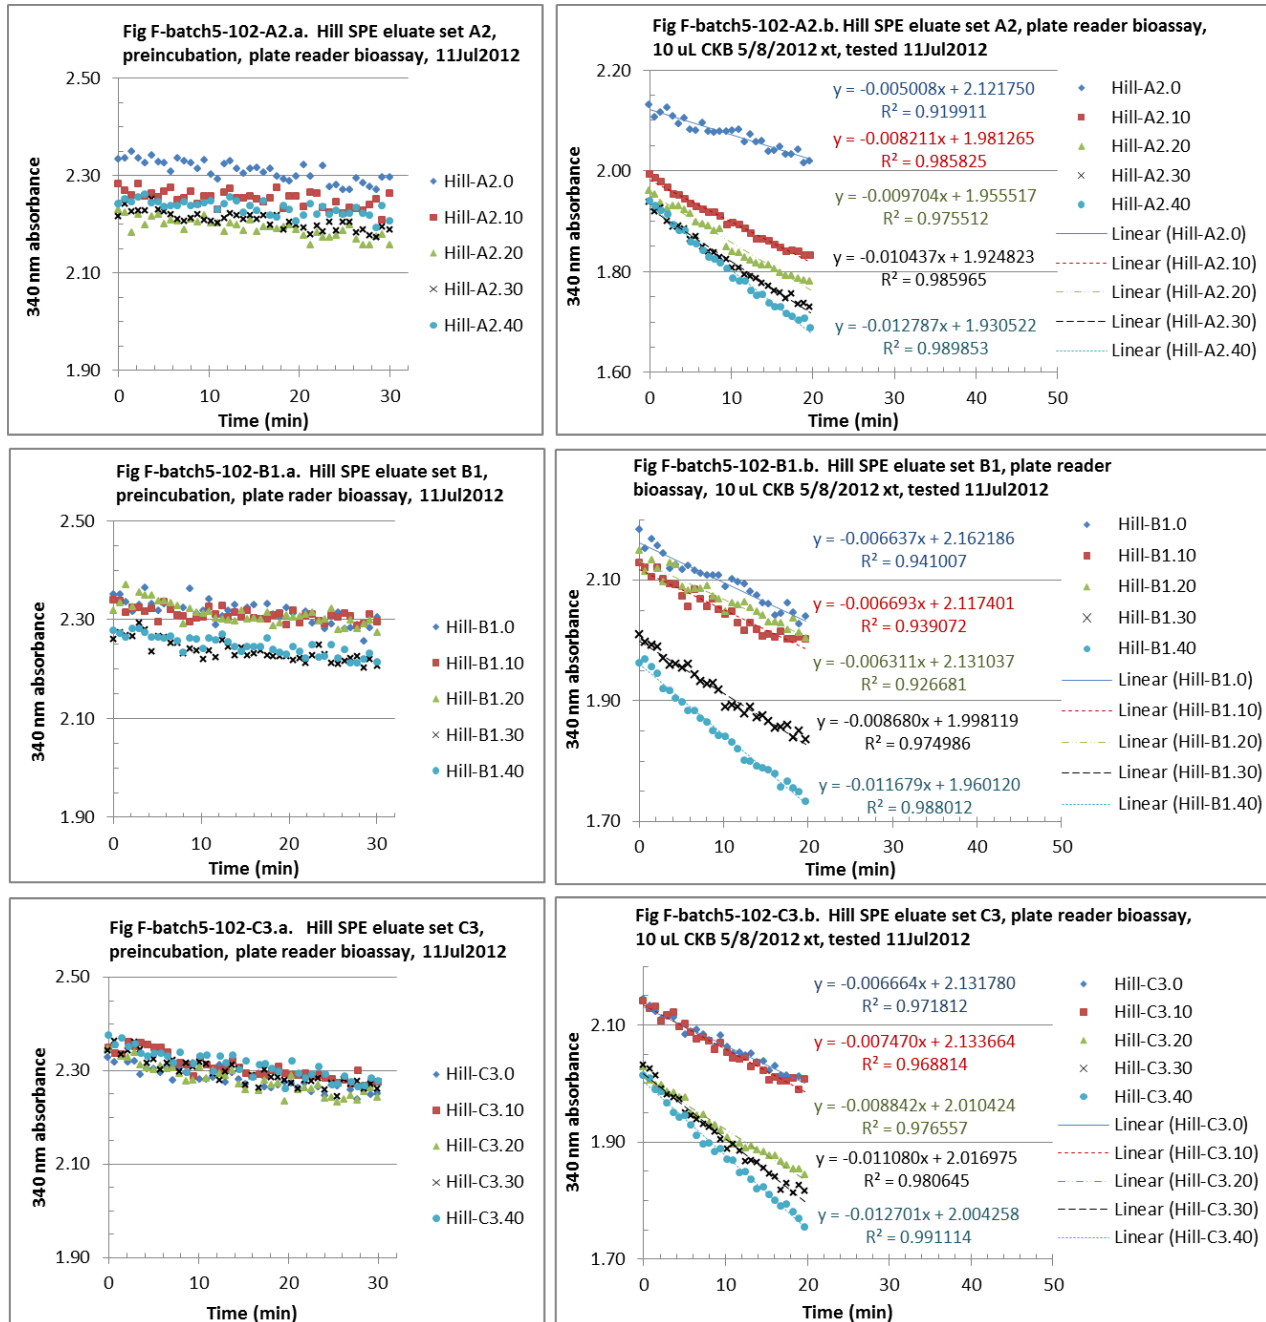 Fig F-batch5-102-A2.a. Hill SPE eluate set A2,
preincubation, plate reader bioassay, 11Jul2012
2.50
2.30
2.10
1.90
340 nm absorbance
0 10 20 30
Time (min)
Hill-A2.0
Hill-A2.10
Hill-A2.20
Hill-A2.30
Hill-A2.40
Fig F-batch5-102-A2.b. Hill SPE eluate set A2, plate reader bioassay,
10 uL CKB 5/8/2012 xt, tested 11Jul2012
2.20
2.00
1.80
1.60
340 nm absorbance
0 10 20 30 40 50
Time (min)
y = -0.005008x + 2.121750
R² = 0.919911
y = -0.008211x + 1.981265
R² = 0.985825
y = -0.009704x + 1.955517
R² = 0.975512
y = -0.010437x + 1.924823
R² = 0.985965
y = -0.012787x + 1.930522
R² = 0.989853
Hill-A2.0
Hill-A2.10
Hill-A2.20
Hill-A2.30
Hill-A2.40
Linear (Hill-A2.0)
Linear (Hill-A2.10)
Linear (Hill-A2.20)
Linear (Hill-A2.30)
Linear (Hill-A2.40)
Fig F-batch5-102-B1.a. Hill SPE eluate set B1,
preincubation, plate rader bioassay, 11Jul2012
2.50
2.30
2.10
1.90
340 nm absorbance
0 10 20 30
Time (min)
Hill-B1.0
Hill-B1.10
Hill-B1.20
Hill-B1.30
Hill-B1.40
Fig F-batch5-102-B1.b. Hill SPE eluate set B1, plate reader
bioassay, 10 uL CKB 5/8/2012 xt, tested 11Jul2012
2.10
1.90
1.70
340 nm absorbance
0 10 20 30 40 50
Time (min)
y = -0.006637x + 2.162186
R² = 0.941007
y = -0.006693x + 2.117401
R² = 0.939072
y = -0.006311x + 2.131037
R² = 0.926681
y = -0.008680x + 1.998119
R² = 0.974986
y = -0.011679x + 1.960120
R² = 0.988012
Hill-B1.0
Hill-B1.10
Hill-B1.20
Hill-B1.30
Hill-B1.40
Linear (Hill-B1.0)
Linear (Hill-B1.10)
Linear (Hill-B1.20)
Linear (Hill-B1.30)
Linear (Hill-B1.40)
Fig F-batch5-102-C3.a. Hill SPE eluate set C3,
preincubation, plate reader bioassay, 11Jul2012
2.50
2.30
2.10
1.90
340 nm absorbance
0 10 20 30
Time (min)
Hill-C3.0
Hill-C3.10
Hill-C3.20
Hill-C3.30
Hill-C3.40
Fig F-batch5-102-C3.b. Hill SPE eluate set C3, plate reader bioassay,
10 uL CKB 5/8/2012 xt, tested 11Jul2012
2.10
1.90
1.70
340 nm absorbance
0 10 20 30 40 50
Time (min)
y = -0.006664x + 2.131780
R² = 0.971812
y = -0.007470x + 2.133664
R² = 0.968814
y = -0.008842x + 2.010424
R² = 0.976557
y = -0.011080x + 2.016975
R² = 0.980645
y = -0.012701x + 2.004258
R² = 0.991114
Hill-C3.0
Hill-C3.10
Hill-C3.20
Hill-C3.30
Hill-C3.40
Linear (Hill-C3.0)
Linear (Hill-C3.10)
Linear (Hill-C3.20)
Linear (Hill-C3.30)
Linear (Hill-C3.40)